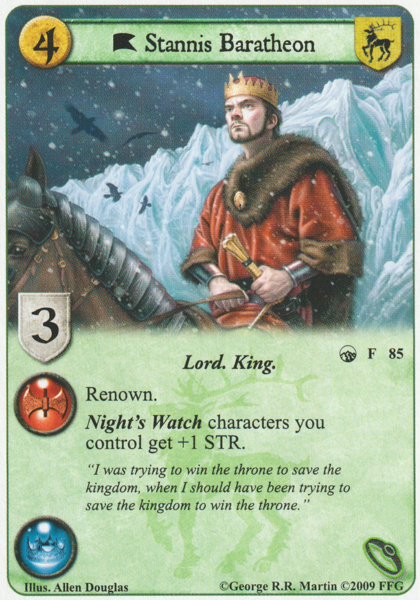 4
Stannis Baratheon
3
Lord. King.
F 85
Renown.
Night's Watch characters you
control get +1 STR.
“I was trying to win the throne to save the
kingdom, when I should have been trying to
save the kingdom to win the throne.”
Illus. Allen Douglas
©George R.R. Martin ©2009 FFG